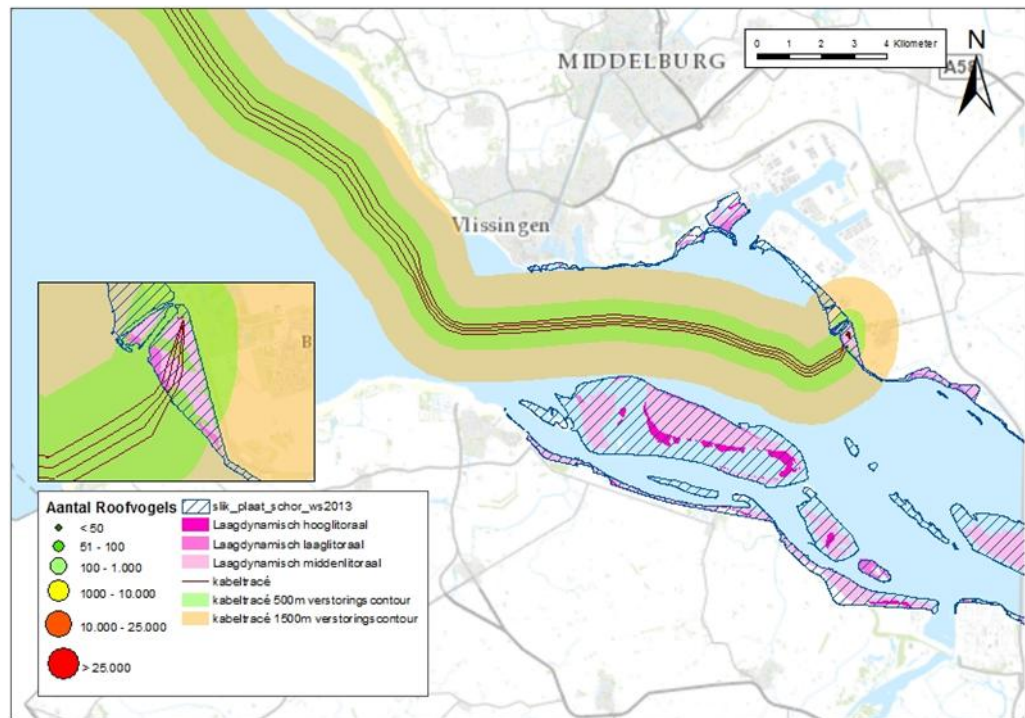 MIDDELBURG
0 1 2 3 4 Kilometer
N
A58
Vlissingen
B
Aantal Roofvogels
< 50
51 - 100
100 - 1.000
1000 - 10.000
10.000 - 25.000
> 25.000
slik_plaat_schor_ws2013
Laagdynamisch hooglitoraal
Laagdynamisch laaglitoraal
Laagdynamisch middenlitoraal
kabeltracé
kabeltracé 500m verstorings contour
kabeltracé 1500m verstorings contour